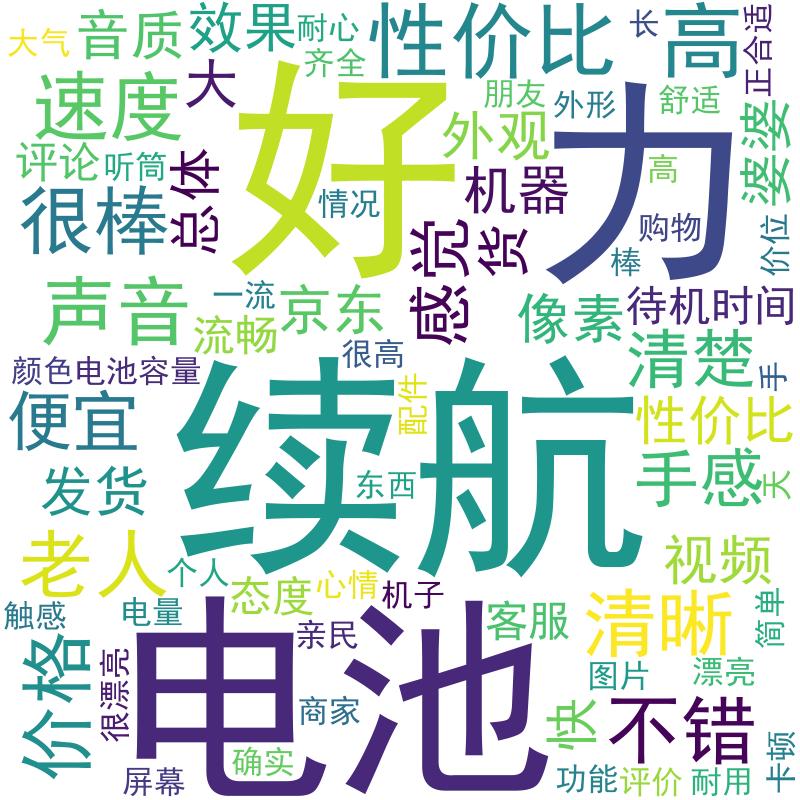 大气
音质
效果
耐心
齐全
性价比
长
高
正合适
速度
大
好
力
朋友
外形
舒适
外观
婆婆
评论
听筒
总体
很棒
情况
机器
高
感觉
货
棒
购物
价位
声音
一流
流畅
京东
像素
待机时间
很高
清楚
手
颜色
电池容量
续航
配件
便宜
性价比
发货
东西
手感
天
老人
个人
视频
触感
电量
态度
心情
机子
客服
清晰
简单
价格
很漂亮
电池
亲民
商家
图片
漂亮
快
不错
确实
屏幕
功能
评价
耐用
卡顿